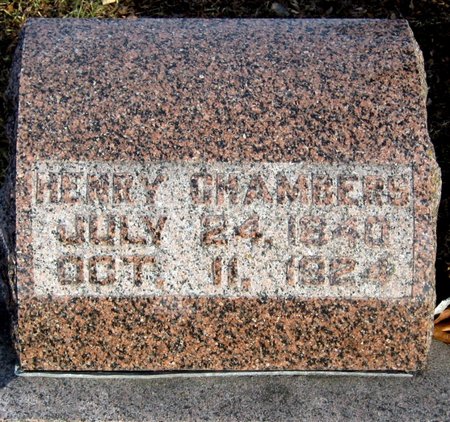 HENRY CHAMBERS
JULY 24, 1840
OCT. 11, 1924